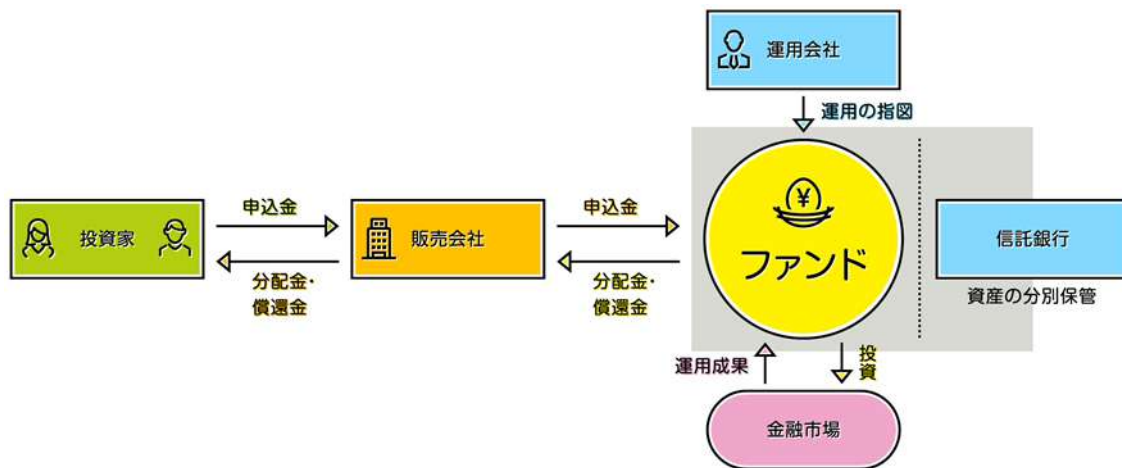 運用会社
運用の指図
投資家
申込金
分配金・
償還金
販売会社
申込金
分配金・
償還金
¥
ファンド
信託銀行
資産の分別保管
運用成果
投資
金融市場